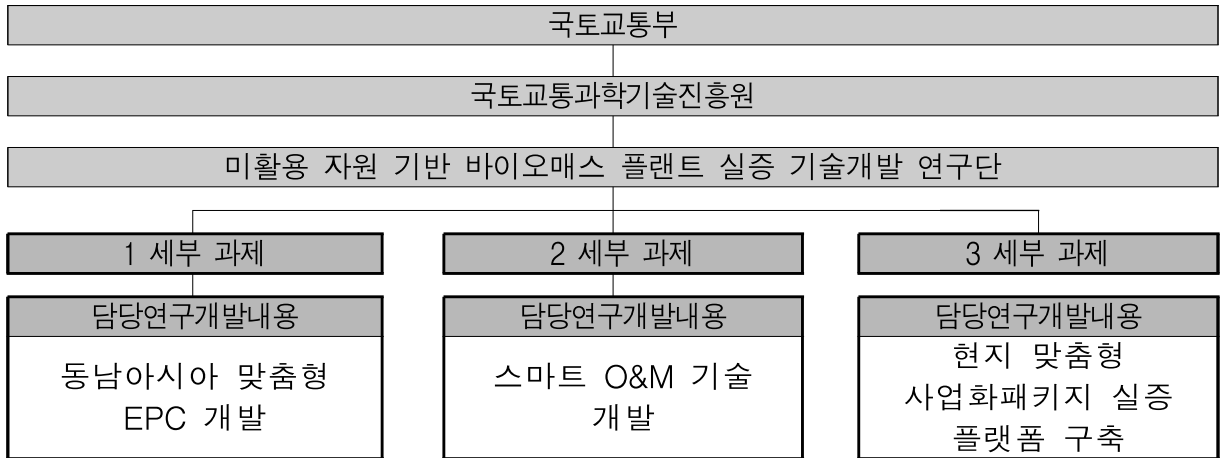 국토교통부
국토교통과학기술진흥원
미활용 자원 기반 바이오매스 플랜트 실증 기술개발 연구단
1 세부 과제
2 세부 과제
3 세부 과제
담당연구개발내용
담당연구개발내용
담당연구개발내용
동남아시아 맞춤형
EPC 개발
스마트 O&M 기술
개발
현지 맞춤형
사업화패키지 실증
플랫폼 구축